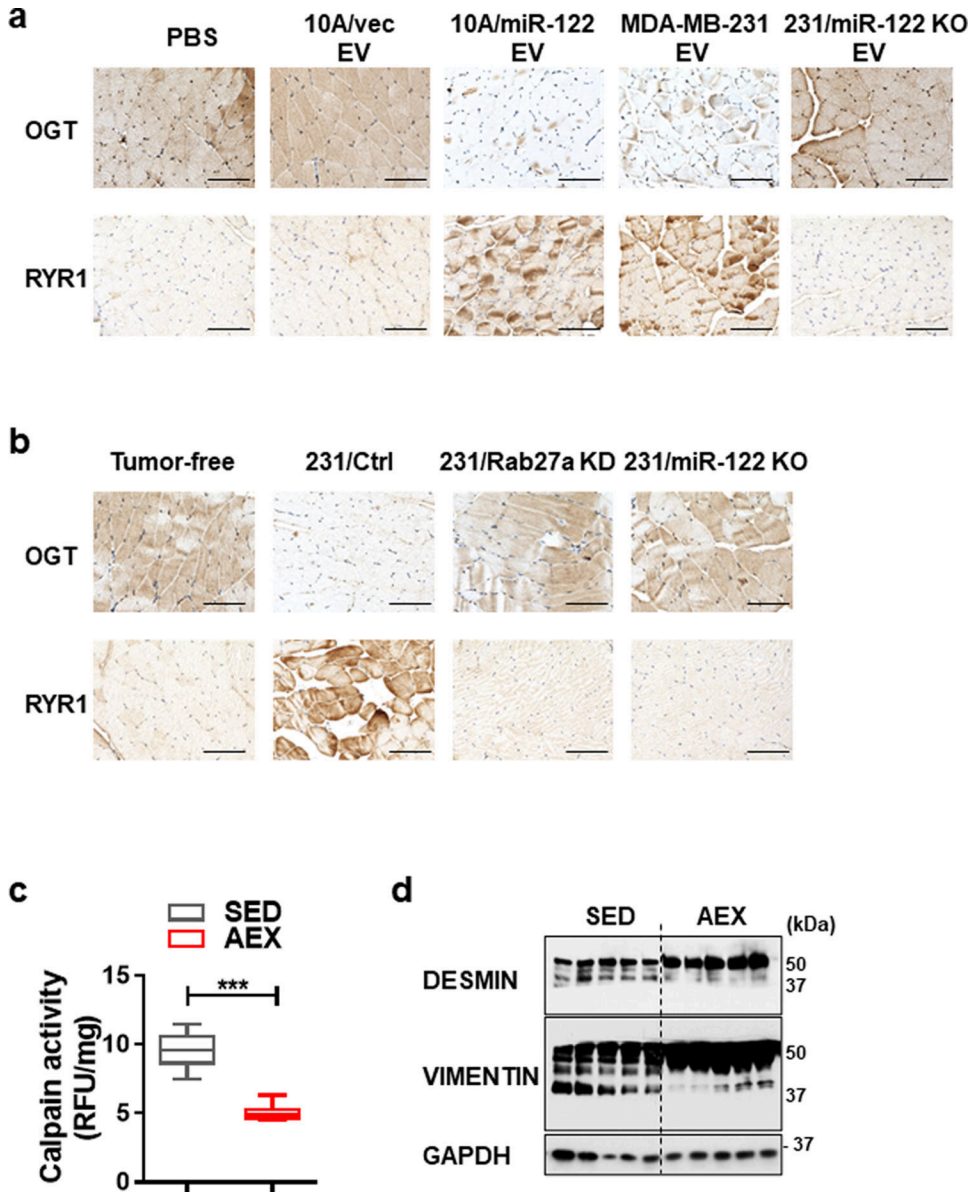 a
PBS
10A/vec EV
10A/miR-122 EV
MDA-MB-231 EV
231/miR-122 KO EV
OGT
RYR1
b
Tumor-free
231/Ctrl
231/Rab27a KD
231/miR-122 KO
OGT
RYR1
c
SED
AEX
Calpain activity
(RFU/mg)
15
10
5
0
***
d
SED
AEX
(kDa)
DESMIN
50
37
VIMENTIN
50
37
GAPDH
- 37